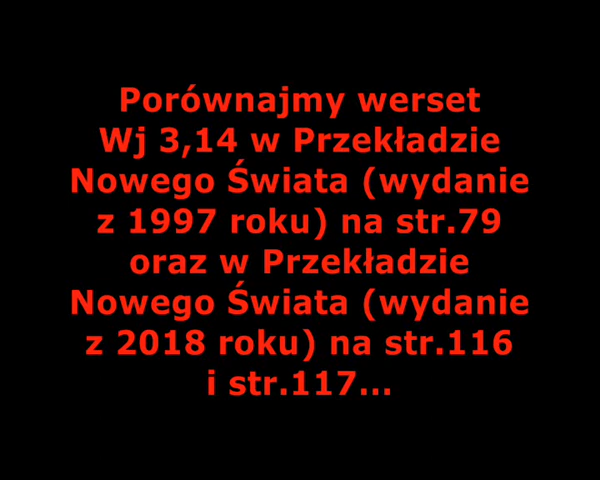 Porównajmy werset
Wj 3,14 w Przekładzie
Nowego Świata (wydanie
z 1997 roku) na str.79
oraz w Przekładzie
Nowego Świata (wydanie
z 2018 roku) na str.116
i str.117...